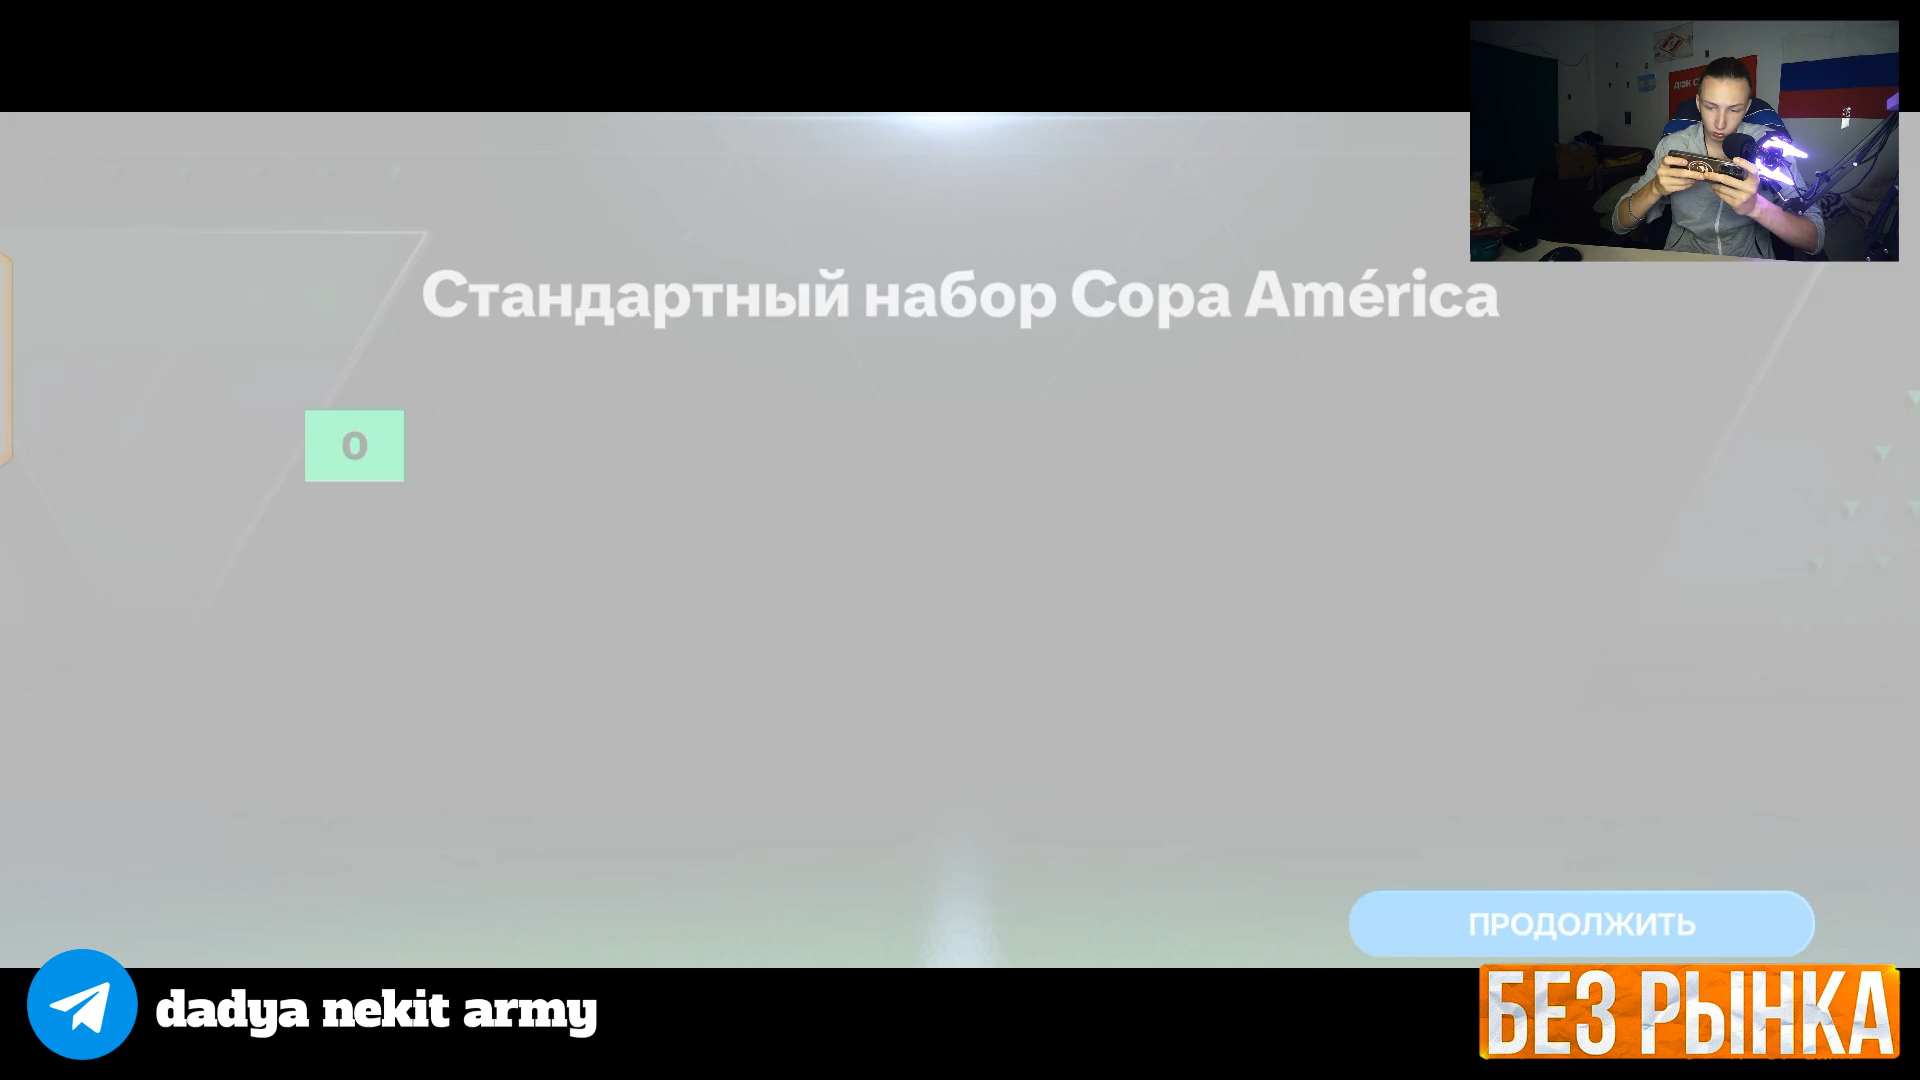 Стандартный набор Copa América
0
ПРОДОЛЖИТЬ
dadya nekit army
БЕЗ РЫНКА